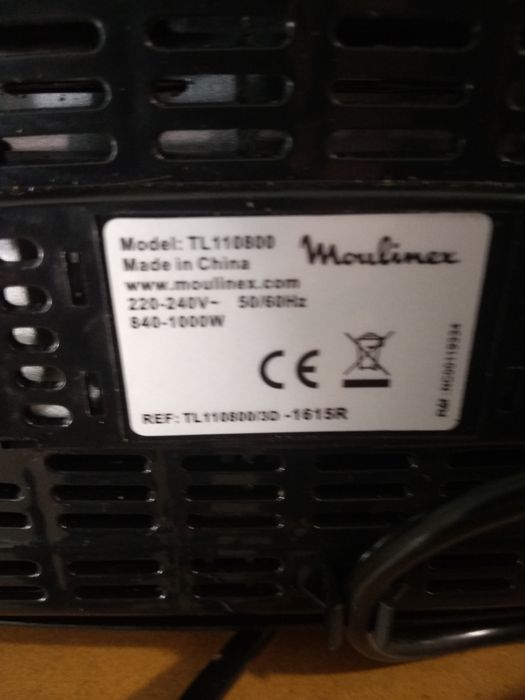 Model: TL110800
Moulinex
Made in China
www.moulinex.com
220-240V~ 50/60Hz
840-1000W
CE
REF: TL110800/3D -1615R